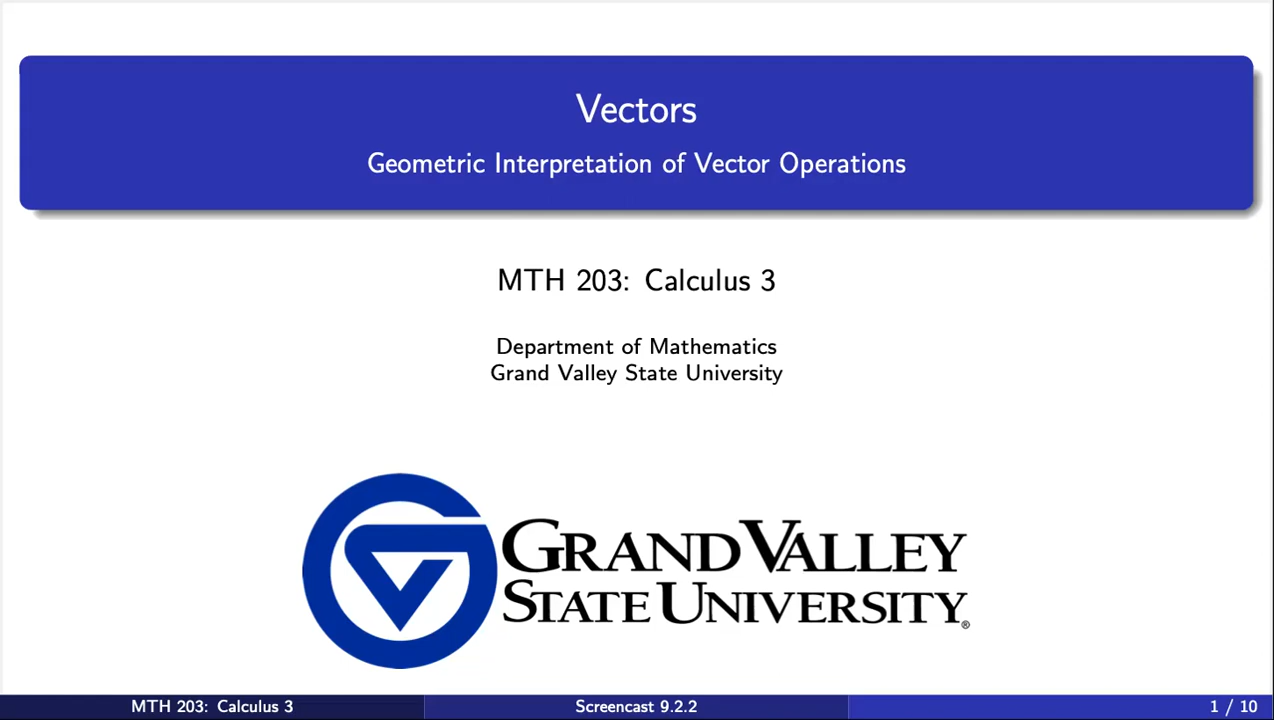 Vectors
Geometric Interpretation of Vector Operations
MTH 203: Calculus 3
Department of Mathematics
Grand Valley State University
GRAND VALLEY
STATE UNIVERSITY®
MTH 203: Calculus 3
Screencast 9.2.2
1 / 10